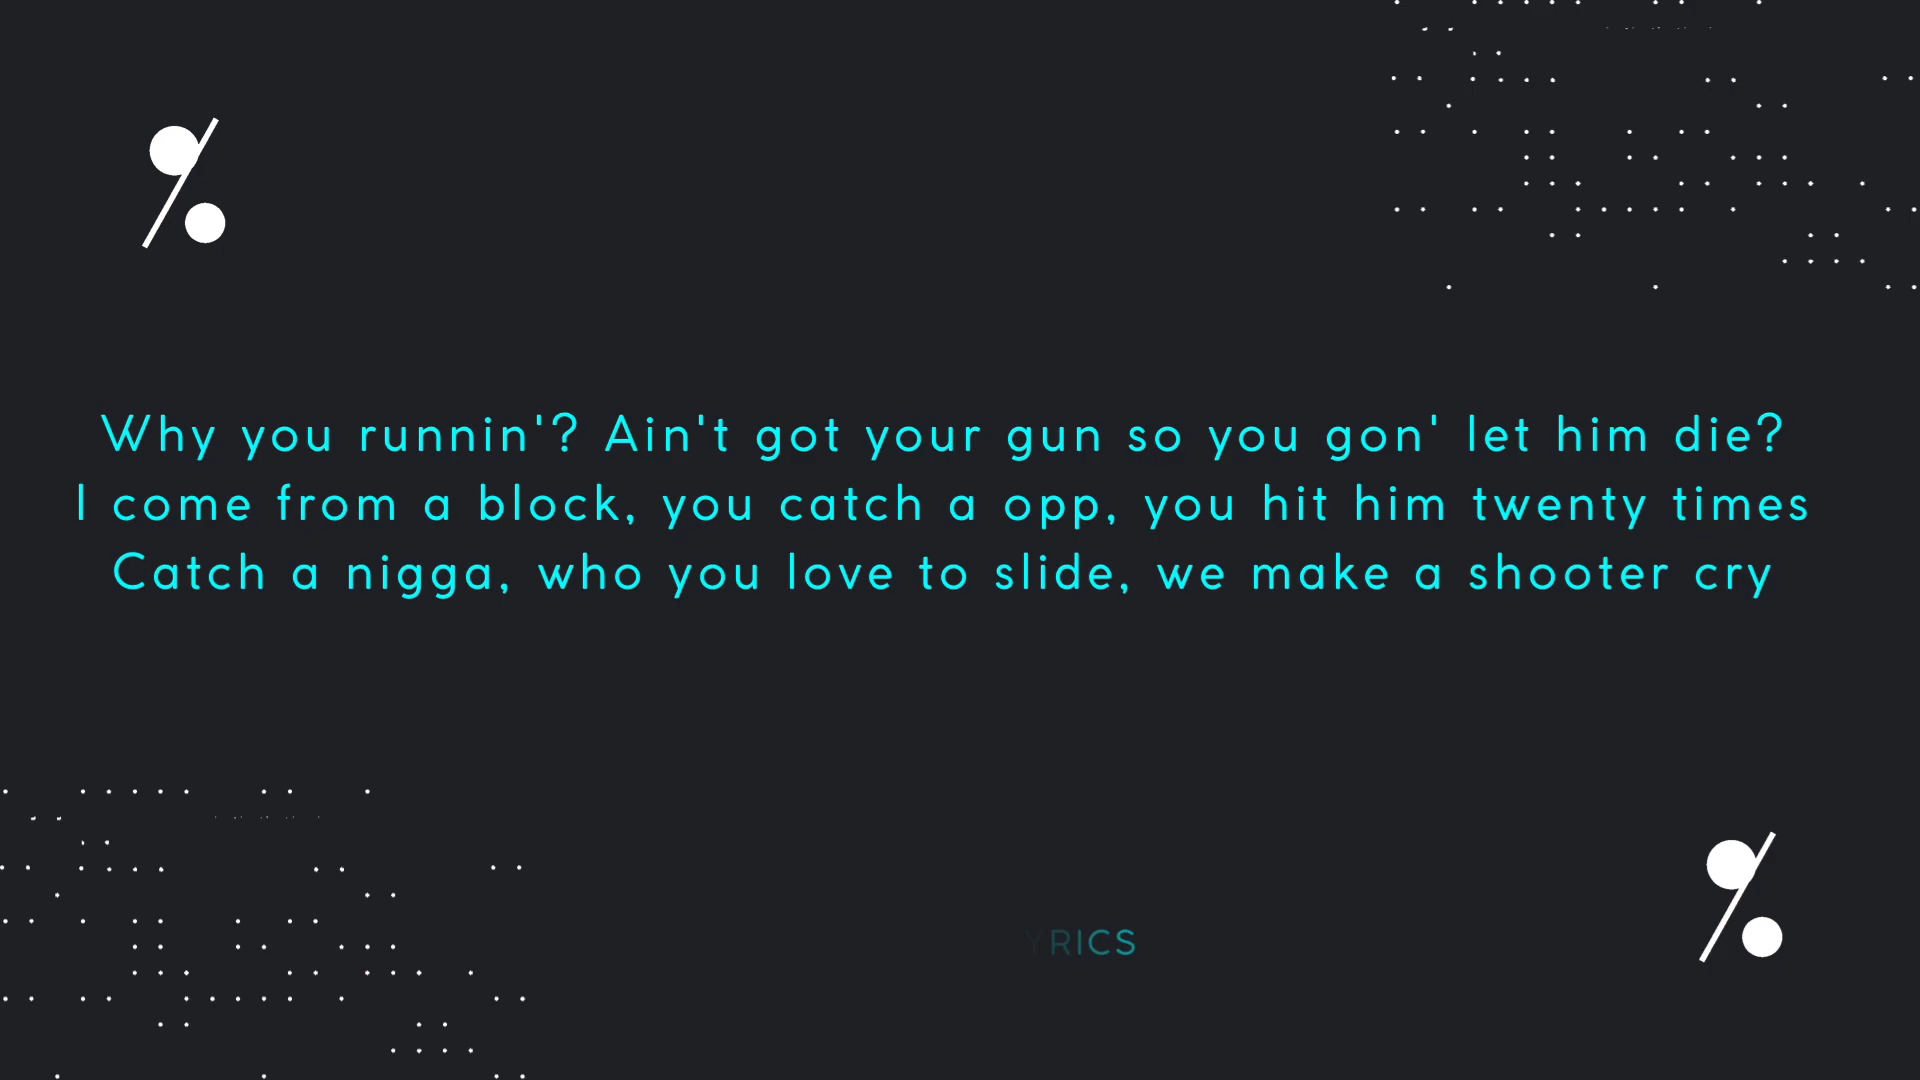 Why you runnin'? Ain't got your gun so you gon' let him die?
I come from a block, you catch a opp, you hit him twenty times
Catch a nigga, who you love to slide, we make a shooter cry
YRICS